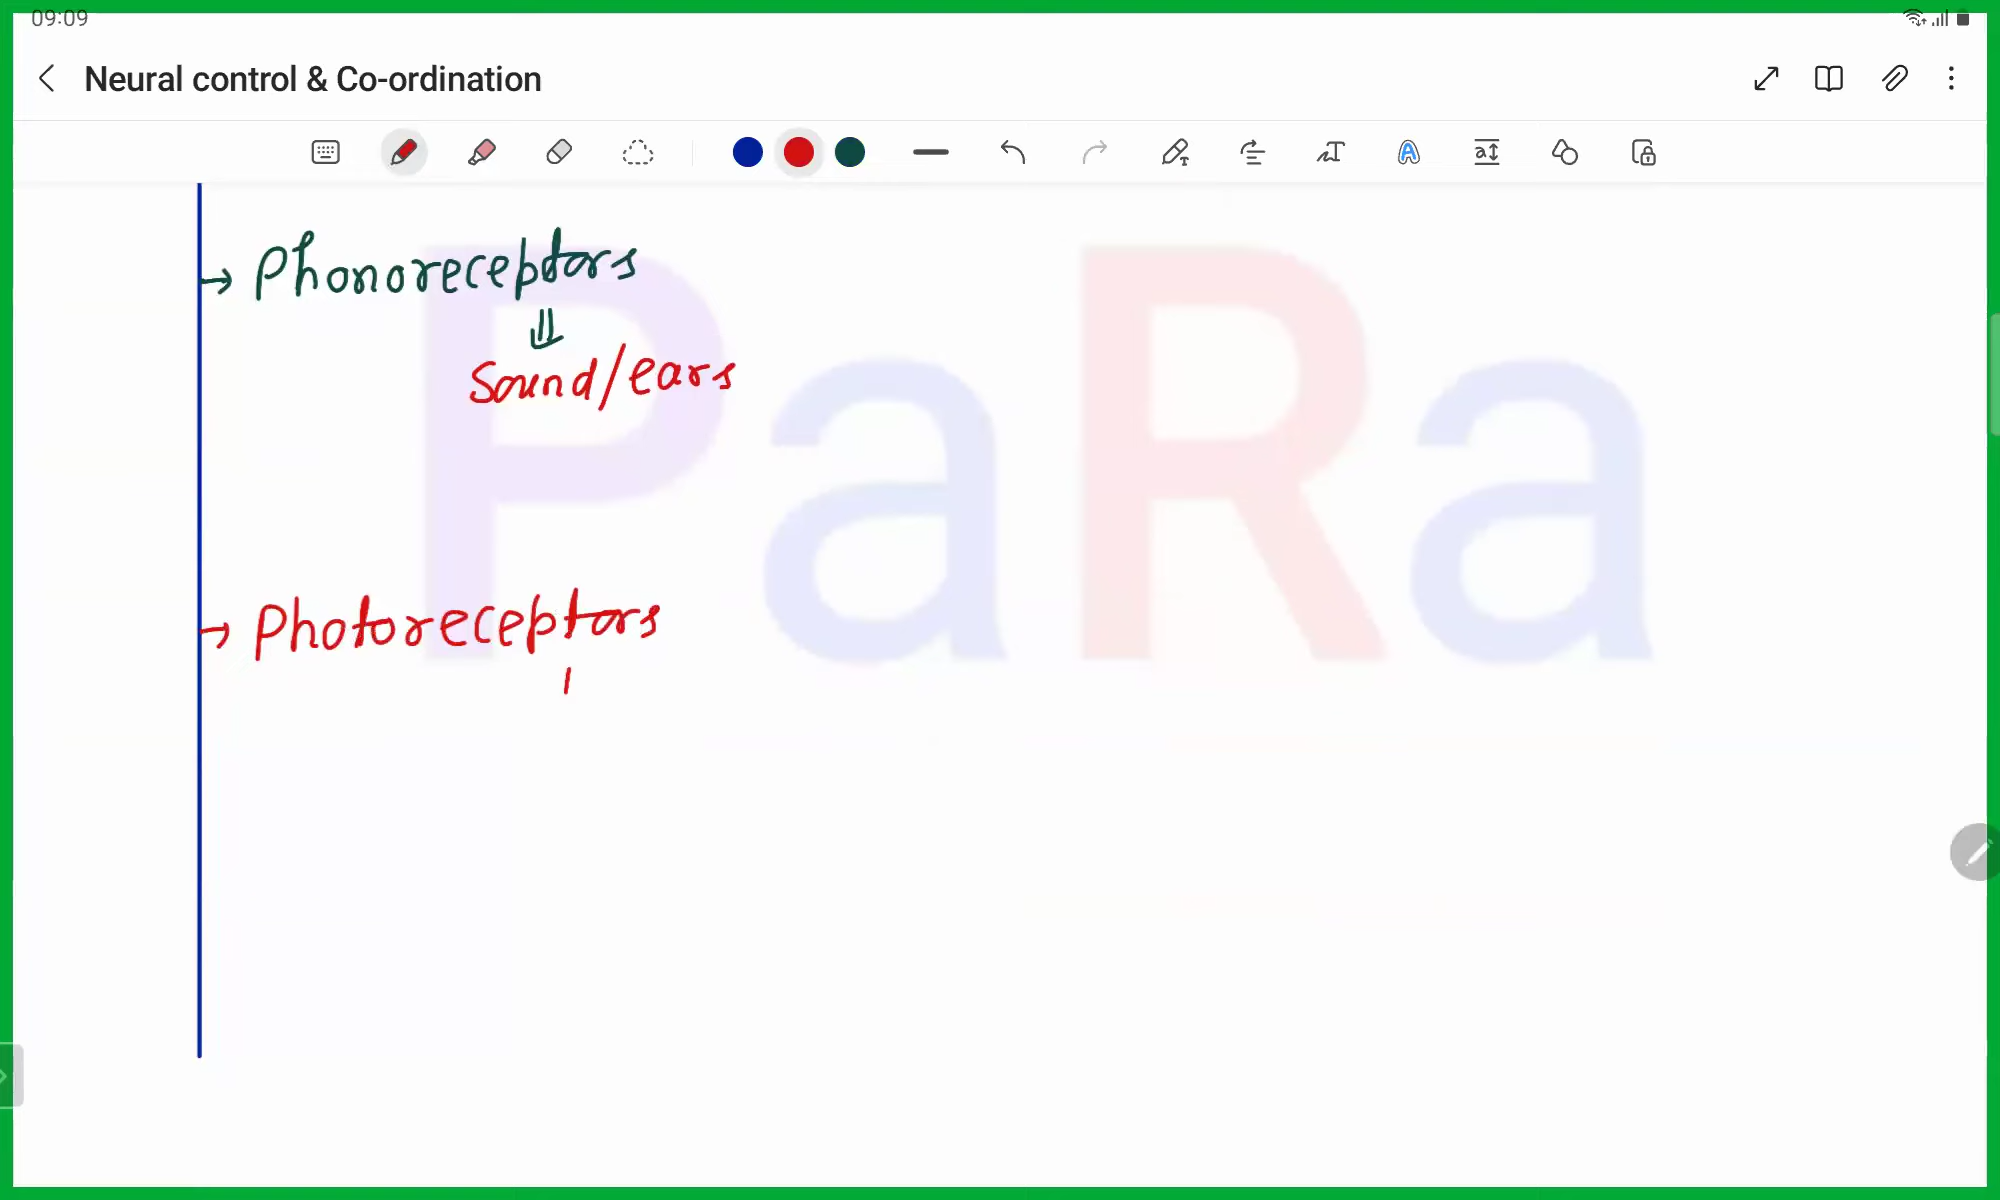 09:09
Neural control & Co-ordination
→ Phonoreceptors
⇓
Sound/ears
→ Photoreceptors
PaRa